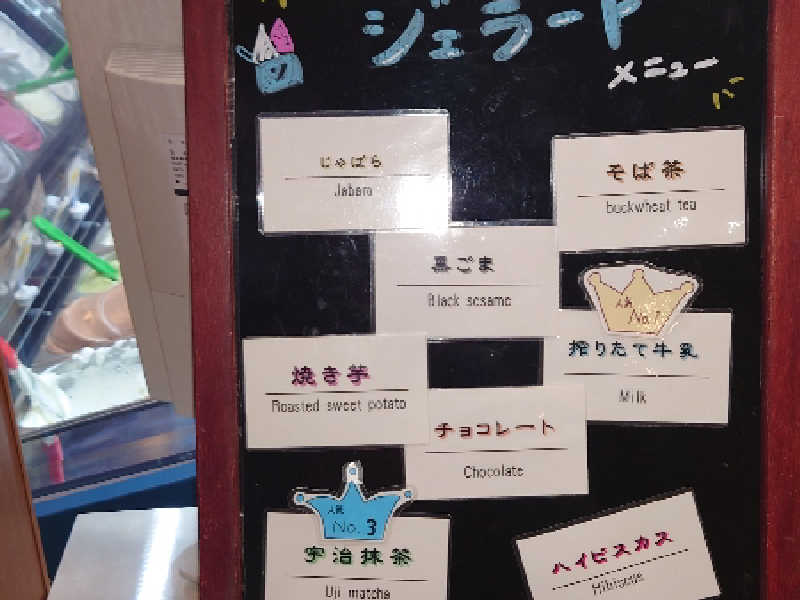 ジェラート
メニュー
じゃばら
Jabara
そば茶
buckwheat tea
黒ごま
Black sesame
人気
No.1
搾りたて牛乳
Milk
焼き芋
Roasted sweet potato
チョコレート
Chocolate
人気
No.3
宇治抹茶
Uji matcha
ハイビスカス
Hibiscus